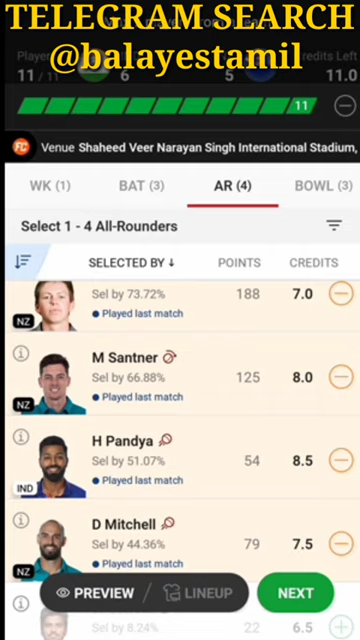 TELEGRAM SEARCH
@balayestamil
11 / 11 6 5 11.0
11
FC Venue Shaheed Veer Narayan Singh International Stadium,
WK (1) BAT (3) AR (4) BOWL (3)
Select 1 - 4 All-Rounders
SELECTED BY ↓ POINTS CREDITS
Sel by 73.72% 188 7.0
Played last match
NZ
M Santner
Sel by 66.88% 125 8.0
Played last match
NZ
H Pandya
Sel by 51.07% 54 8.5
Played last match
IND
D Mitchell
Sel by 44.36% 79 7.5
Played last match
NZ
PREVIEW / LINEUP NEXT
Sel by 8.24% 22 6.5